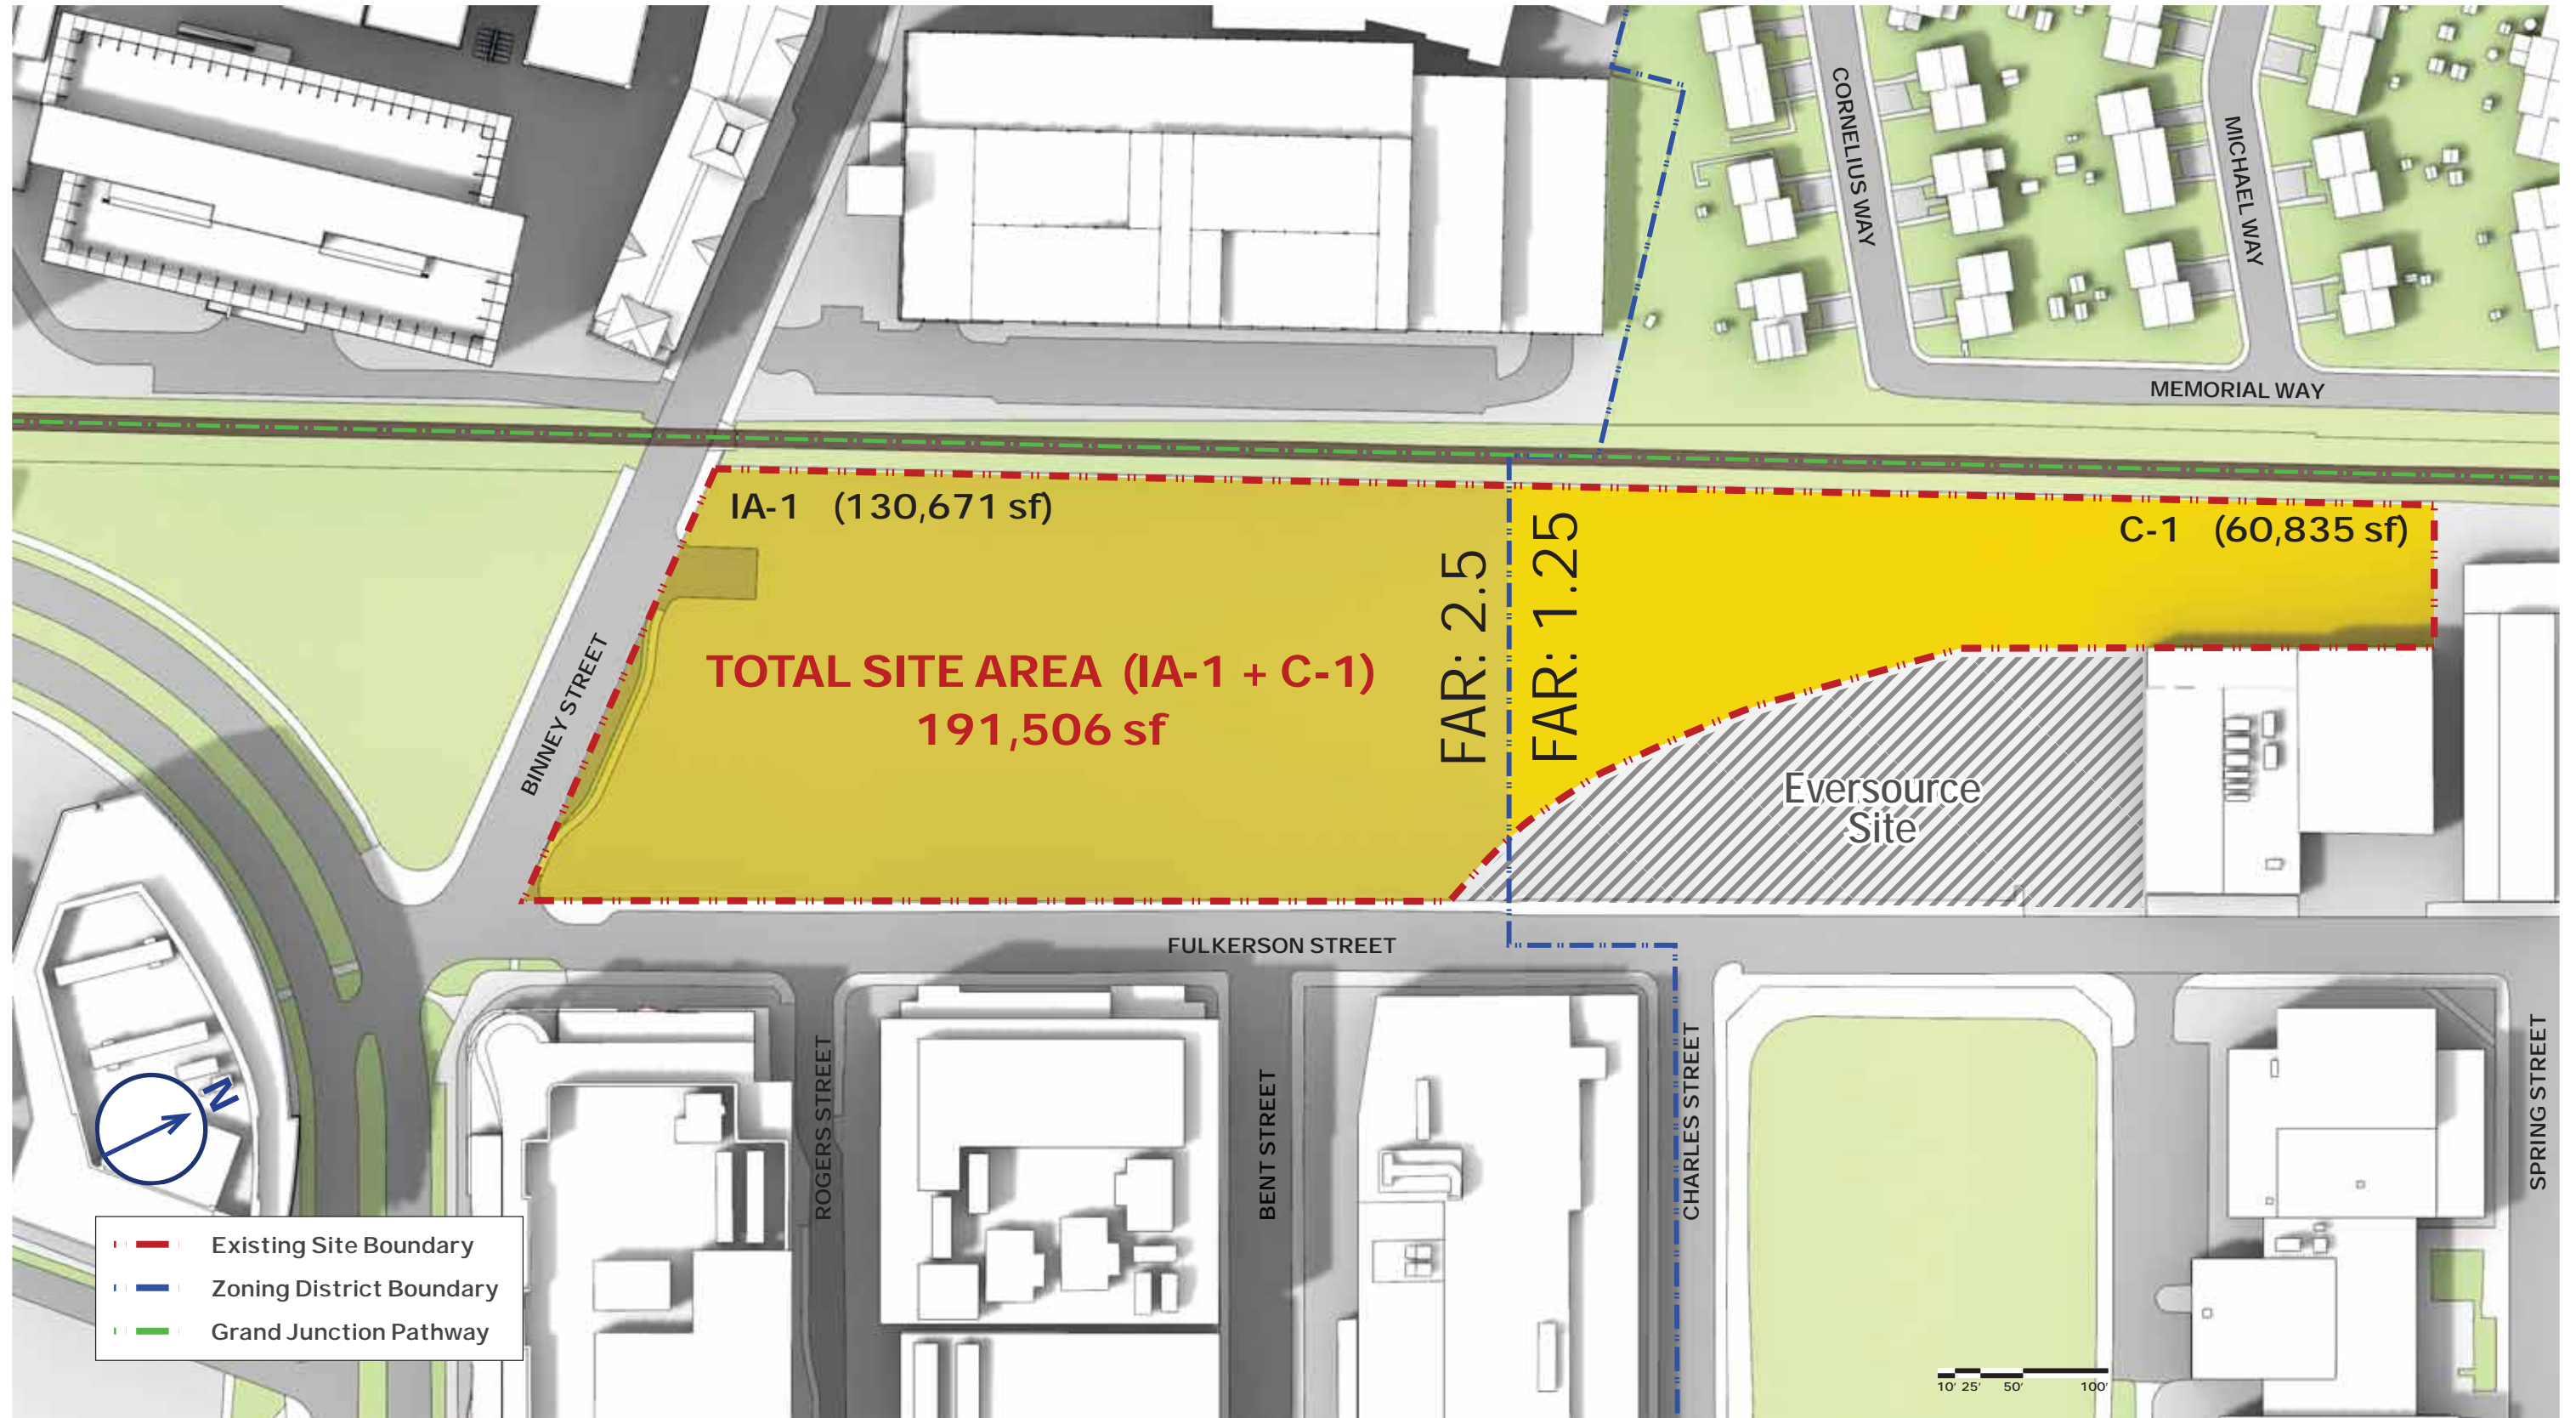 CORNELIUS WAY
MICHAEL WAY
MEMORIAL WAY
IA-1 (130,671 sf)
C-1 (60,835 sf)
FAR: 2.5
FAR: 1.25
TOTAL SITE AREA (IA-1 + C-1)
191,506 sf
BINNEY STREET
Eversource
Site
FULKERSON STREET
ROGERS STREET
BENT STREET
CHARLES STREET
SPRING STREET
N
Existing Site Boundary
Zoning District Boundary
Grand Junction Pathway
10' 25' 50' 100'